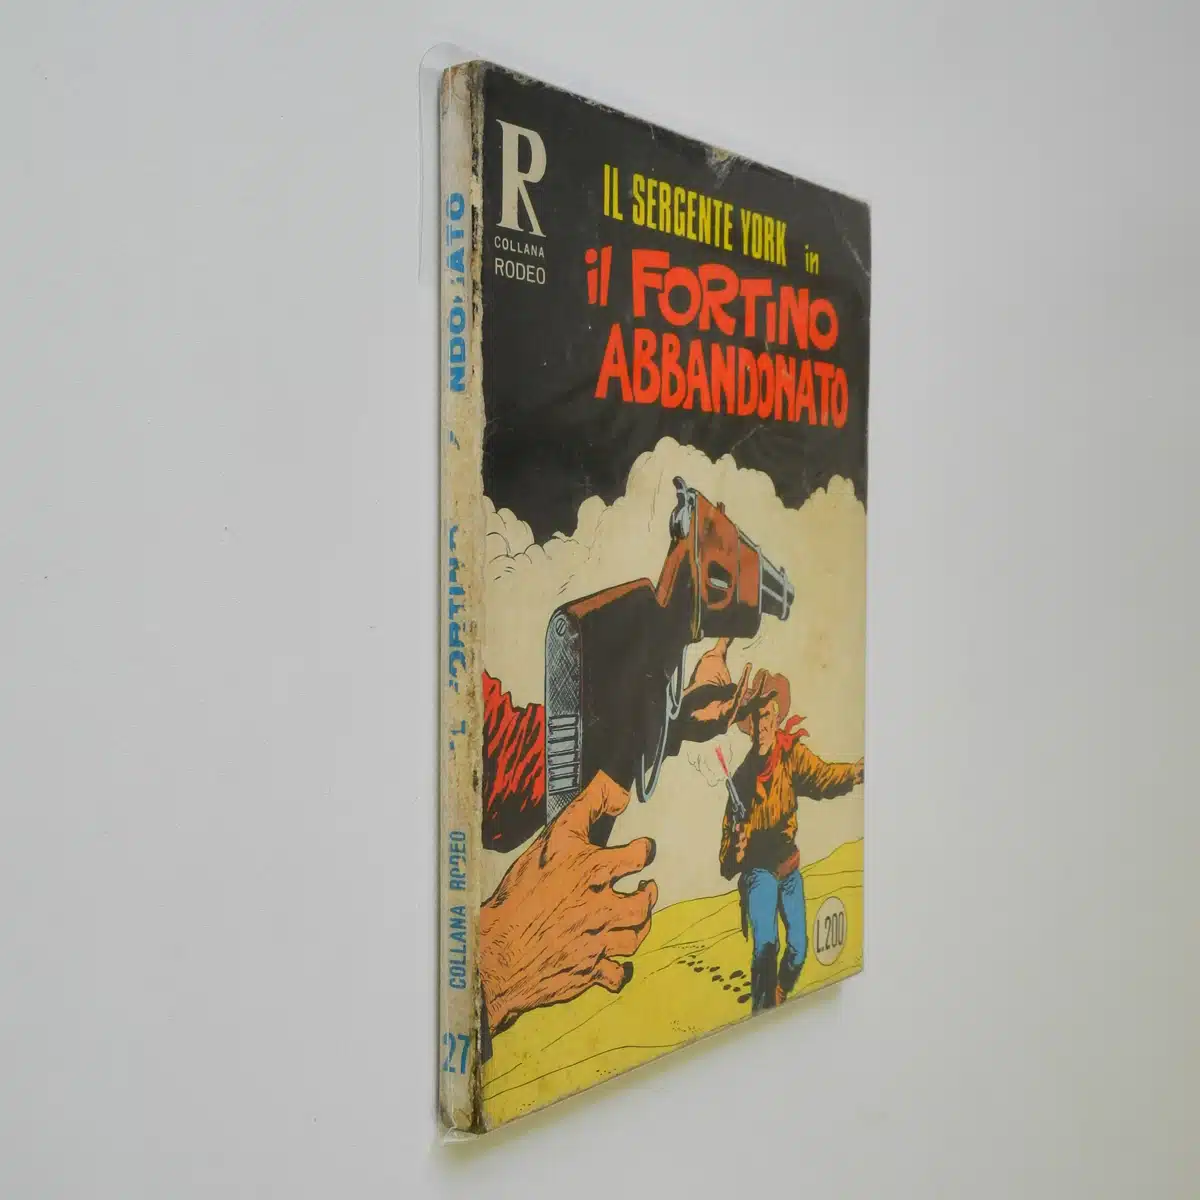 R
COLLANA
RODEO
IL SERGENTE YORK in
il FORTINO
ABBANDONATO
L.200
27
COLLANA RODEO